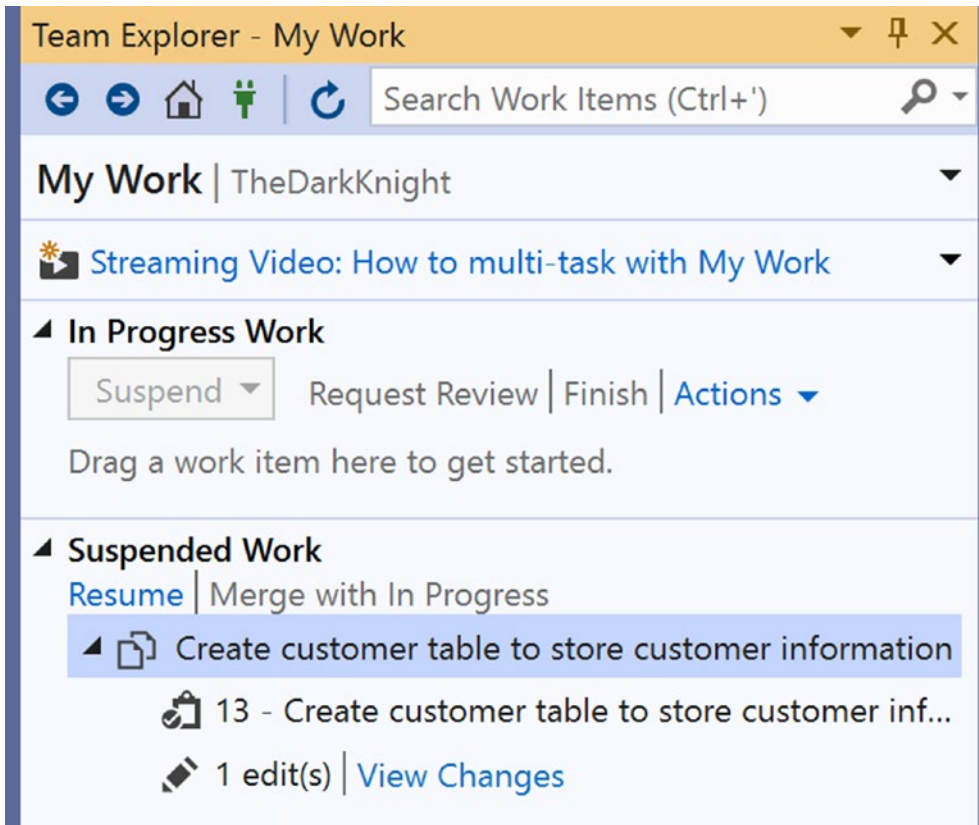 Team Explorer - My Work
Search Work Items (Ctrl+')
My Work | TheDarkKnight
Streaming Video: How to multi-task with My Work
In Progress Work
Suspend Request Review | Finish | Actions
Drag a work item here to get started.
Suspended Work
Resume | Merge with In Progress
Create customer table to store customer information
13 - Create customer table to store customer inf...
1 edit(s) | View Changes